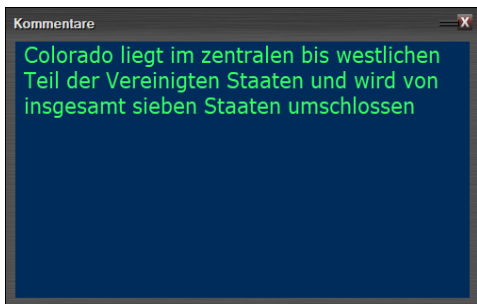 Kommentare
X
Colorado liegt im zentralen bis westlichen
Teil der Vereinigten Staaten und wird von
insgesamt sieben Staaten umschlossen